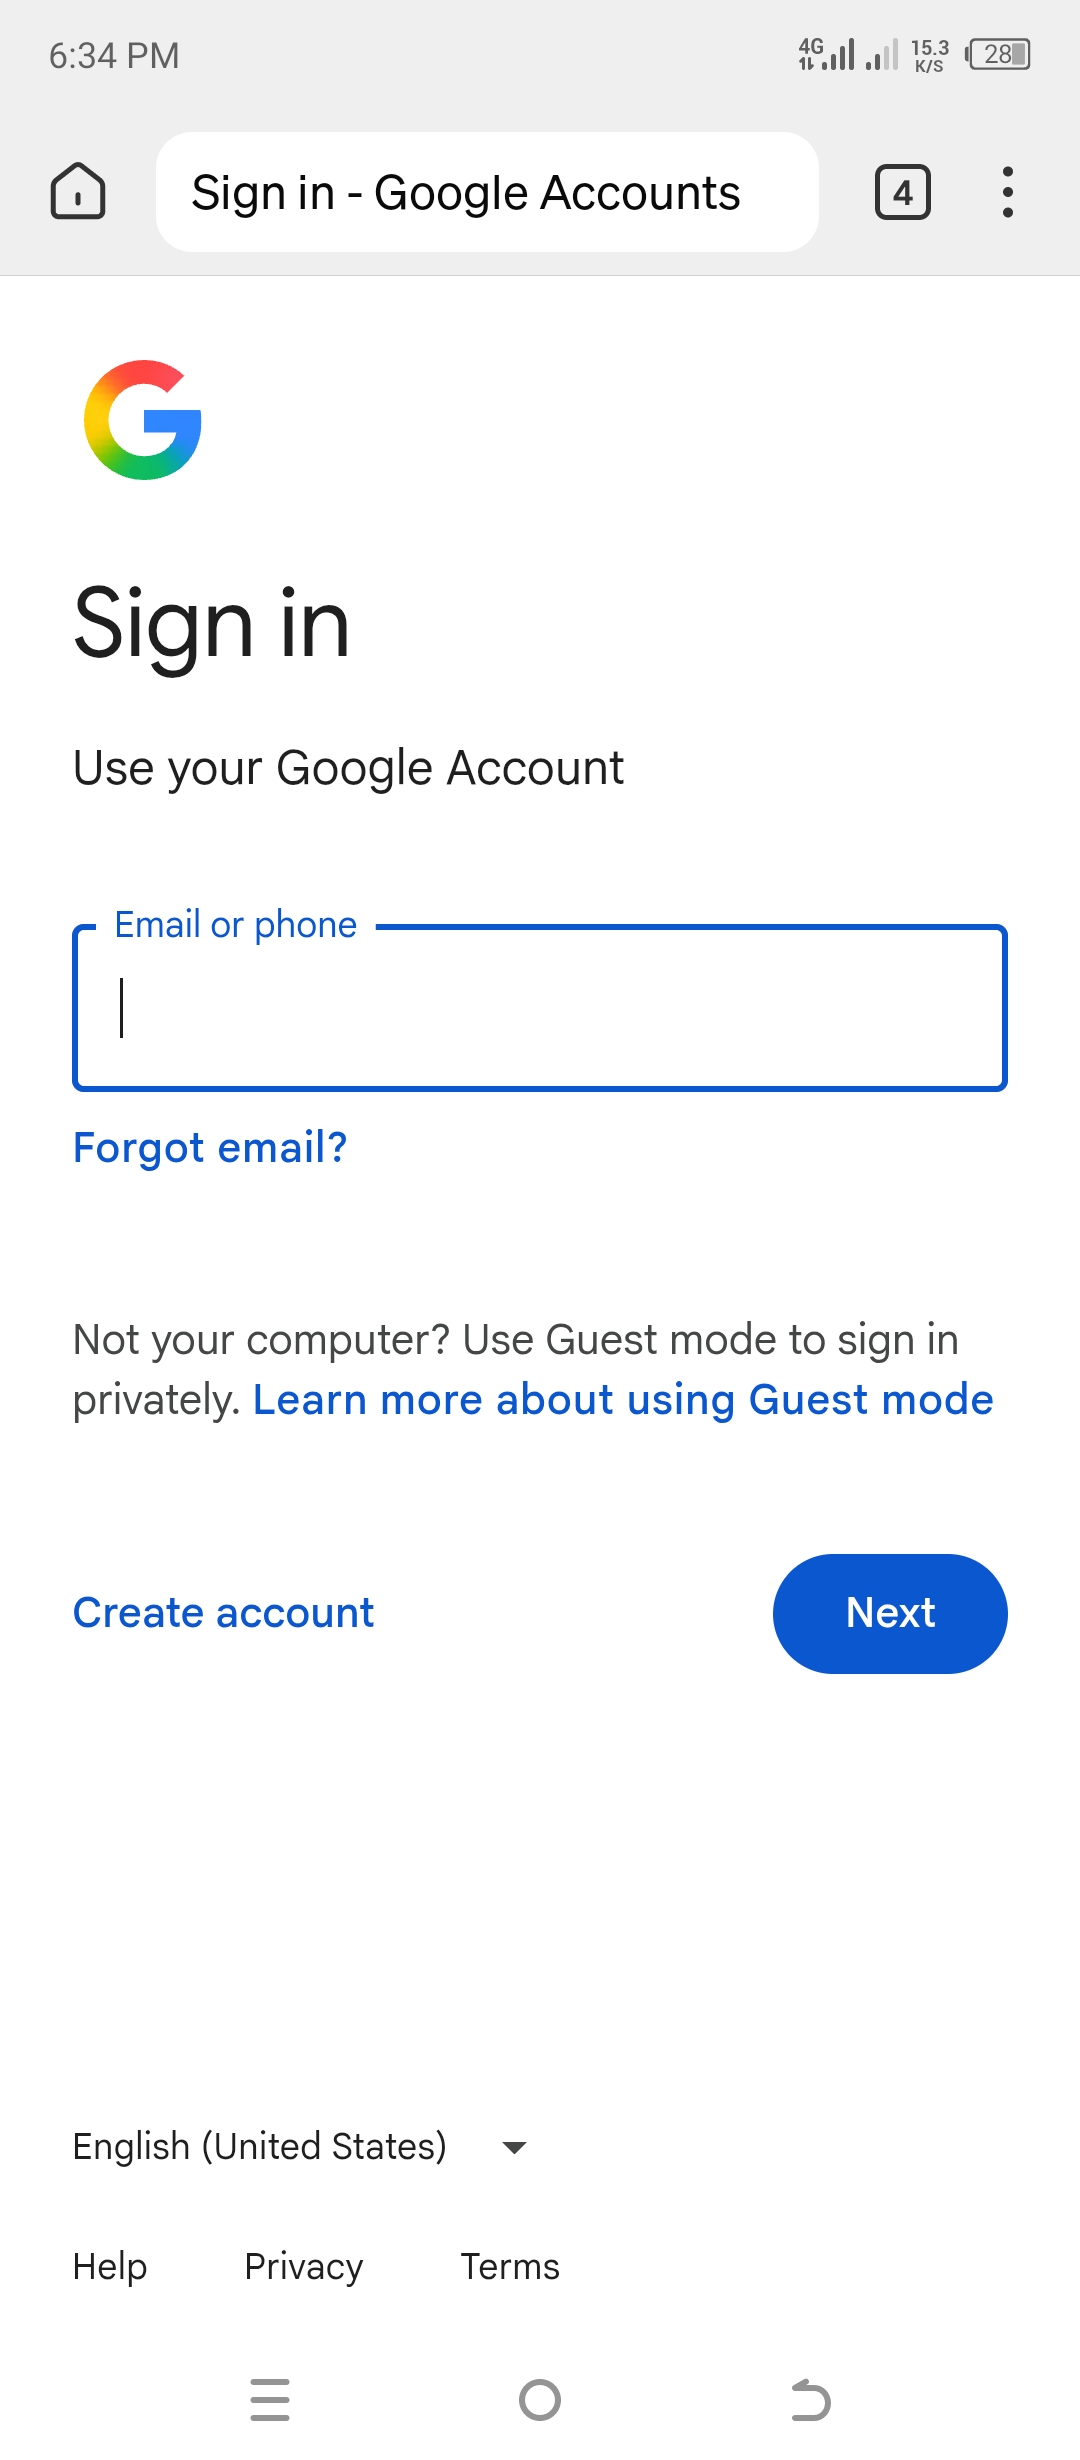 6:34 PM
4G 15.3 K/S 28
Sign in - Google Accounts
4
Sign in
Use your Google Account
Email or phone
Forgot email?
Not your computer? Use Guest mode to sign in
privately. Learn more about using Guest mode
Create account
Next
English (United States)
Help Privacy Terms